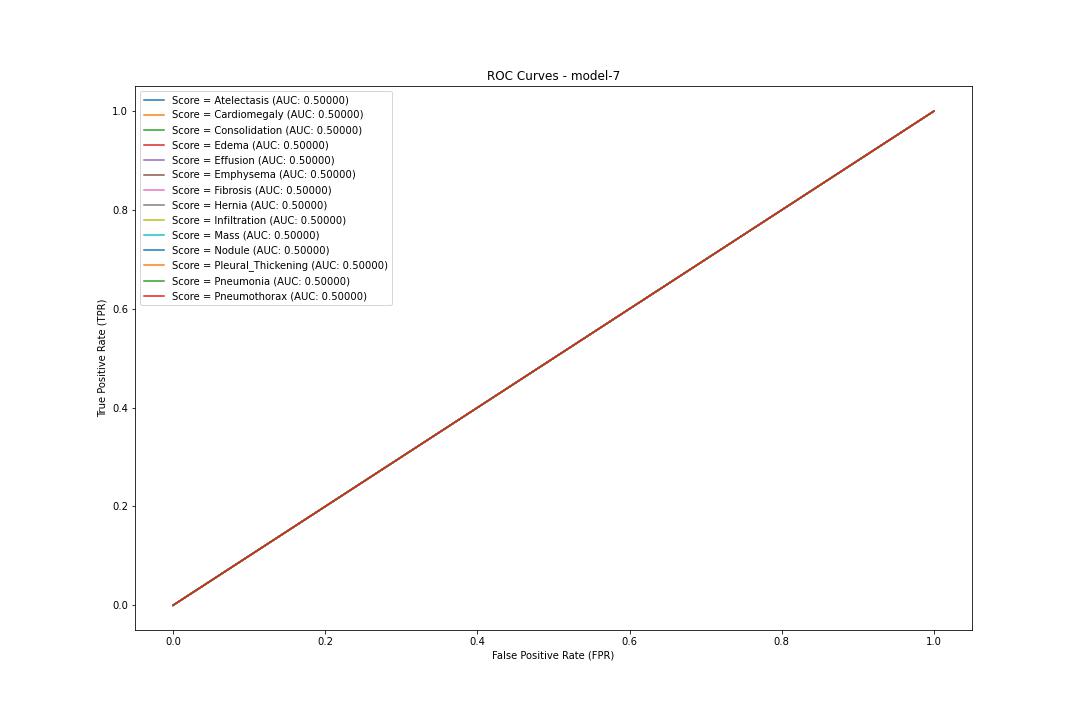 ROC Curves - model-7
Score = Atelectasis (AUC: 0.50000)
Score = Cardiomegaly (AUC: 0.50000)
Score = Consolidation (AUC: 0.50000)
Score = Edema (AUC: 0.50000)
Score = Effusion (AUC: 0.50000)
Score = Emphysema (AUC: 0.50000)
Score = Fibrosis (AUC: 0.50000)
Score = Hernia (AUC: 0.50000)
Score = Infiltration (AUC: 0.50000)
Score = Mass (AUC: 0.50000)
Score = Nodule (AUC: 0.50000)
Score = Pleural_Thickening (AUC: 0.50000)
Score = Pneumonia (AUC: 0.50000)
Score = Pneumothorax (AUC: 0.50000)
True Positive Rate (TPR)
1.0
0.8
0.6
0.4
0.2
0.0
0.0 0.2 0.4 0.6 0.8 1.0
False Positive Rate (FPR)